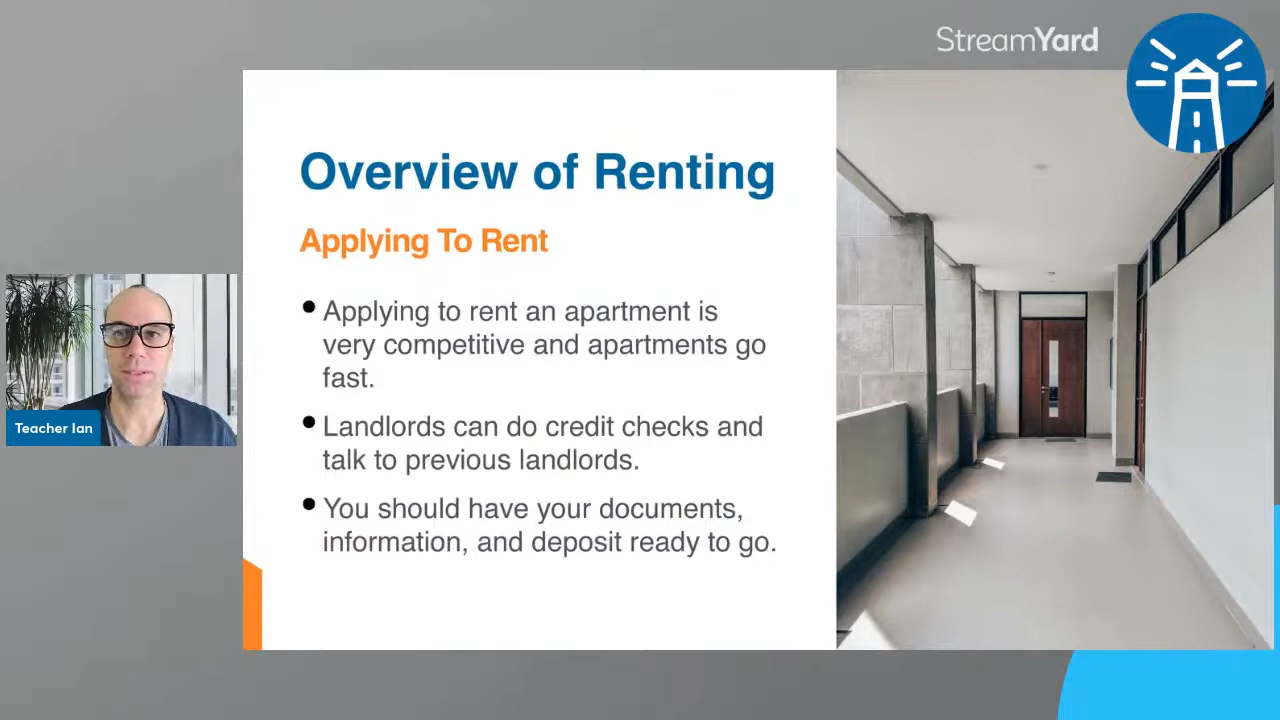 StreamYard
Overview of Renting
Applying To Rent
• Applying to rent an apartment is
very competitive and apartments go
fast.
• Landlords can do credit checks and
talk to previous landlords.
• You should have your documents,
information, and deposit ready to go.
Teacher Ian